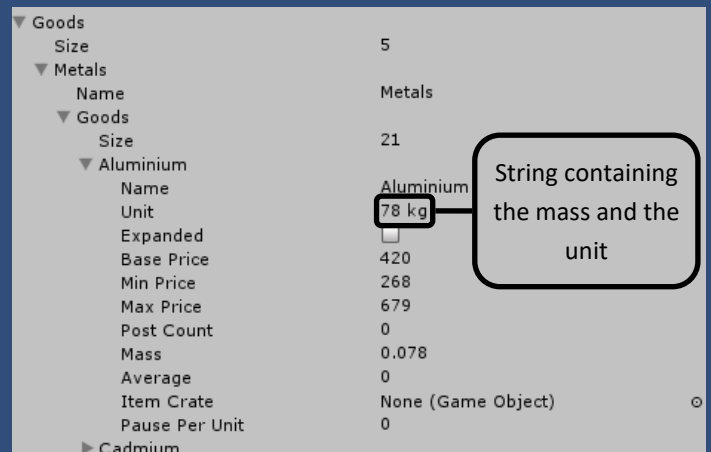 Goods
Size 5
Metals
Name Metals
Goods
Size 21
Aluminium
Name Aluminium
Unit 78 kg
Expanded
Base Price 420
Min Price 268
Max Price 679
Post Count 0
Mass 0.078
Average 0
Item Crate None (Game Object)
Pause Per Unit 0
Cadmium
String containing
the mass and the
unit